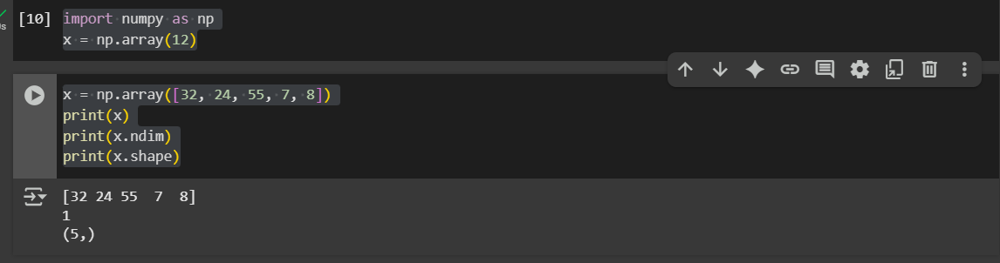 [10] import numpy as np
x = np.array(12)
x = np.array([32, 24, 55, 7, 8])
print(x)
print(x.ndim)
print(x.shape)
[32 24 55  7  8]
1
(5,)